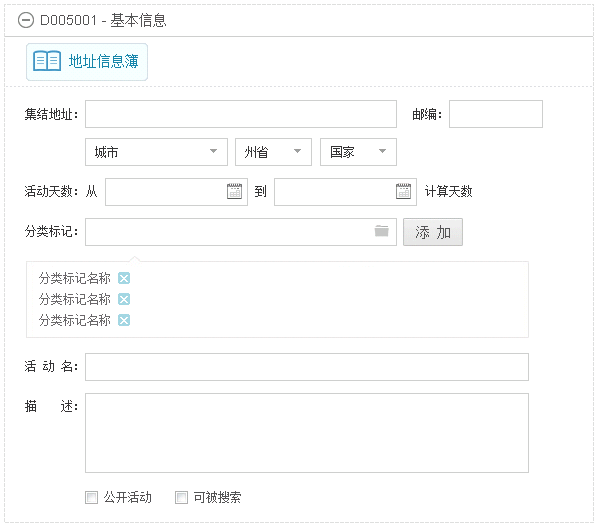 D005001 - 基本信息
地址信息簿
集结地址： 邮编：
城市 州省 国家
活动天数：从 到 计算天数
分类标记： 添 加
分类标记名称
分类标记名称
分类标记名称
活 动 名：
描 述：
公开活动 可被搜索